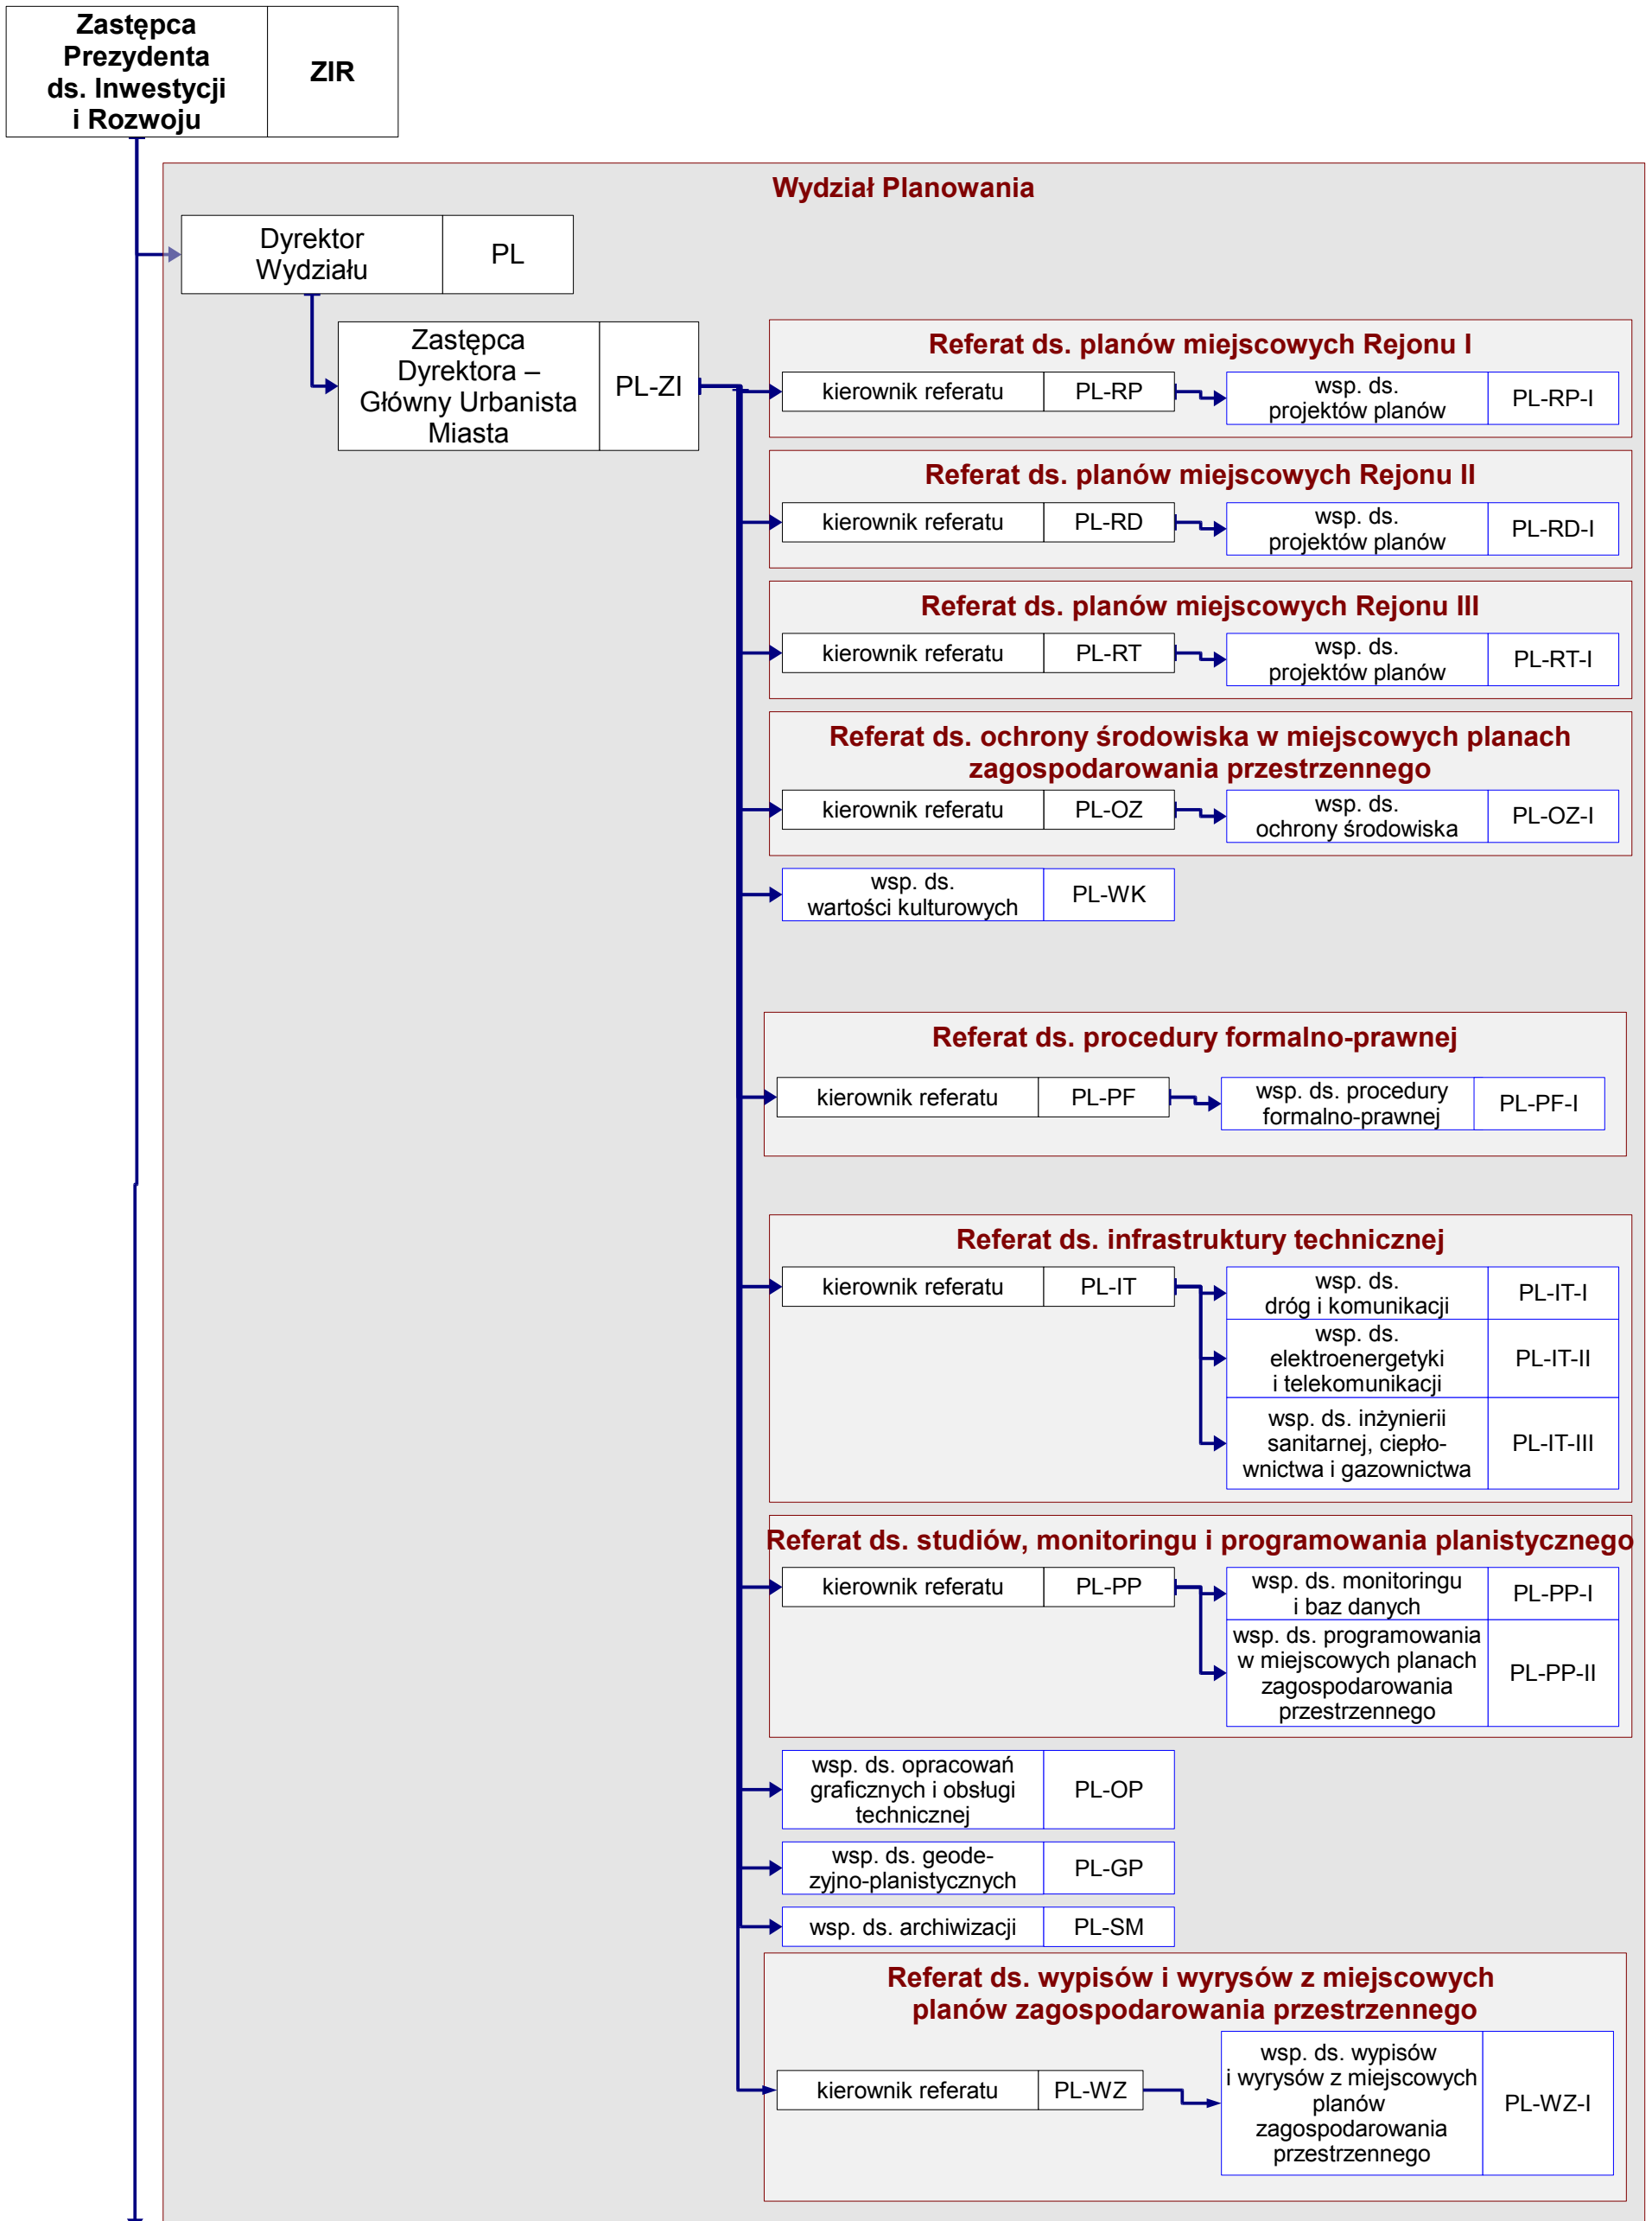 Zastępca
Prezydenta
ds. Inwestycji
i Rozwoju
ZIR
Wydział Planowania
Dyrektor
Wydziału
PL
Zastępca
Dyrektora –
Główny Urbanista
Miasta
PL-ZI
Referat ds. planów miejscowych Rejonu I
kierownik referatu
PL-RP
wsp. ds.
projektów planów
PL-RP-I
Referat ds. planów miejscowych Rejonu II
kierownik referatu
PL-RD
wsp. ds.
projektów planów
PL-RD-I
Referat ds. planów miejscowych Rejonu III
kierownik referatu
PL-RT
wsp. ds.
projektów planów
PL-RT-I
Referat ds. ochrony środowiska w miejscowych planach
zagospodarowania przestrzennego
kierownik referatu
PL-OZ
wsp. ds.
ochrony środowiska
PL-OZ-I
wsp. ds.
wartości kulturowych
PL-WK
Referat ds. procedury formalno-prawnej
kierownik referatu
PL-PF
wsp. ds. procedury
formalno-prawnej
PL-PF-I
Referat ds. infrastruktury technicznej
kierownik referatu
PL-IT
wsp. ds.
dróg i komunikacji
PL-IT-I
wsp. ds.
elektroenergetyki
i telekomunikacji
PL-IT-II
wsp. ds. inżynierii
sanitarnej, ciepło-
wnictwa i gazownictwa
PL-IT-III
Referat ds. studiów, monitoringu i programowania planistycznego
kierownik referatu
PL-PP
wsp. ds. monitoringu
i baz danych
PL-PP-I
wsp. ds. programowania
w miejscowych planach
zagospodarowania
przestrzennego
PL-PP-II
wsp. ds. opracowań
graficznych i obsługi
technicznej
PL-OP
wsp. ds. geode-
zyjno-planistycznych
PL-GP
wsp. ds. archiwizacji
PL-SM
Referat ds. wypisów i wyrysów z miejscowych
planów zagospodarowania przestrzennego
kierownik referatu
PL-WZ
wsp. ds. wypisów
i wyrysów z miejscowych
planów
zagospodarowania
przestrzennego
PL-WZ-I